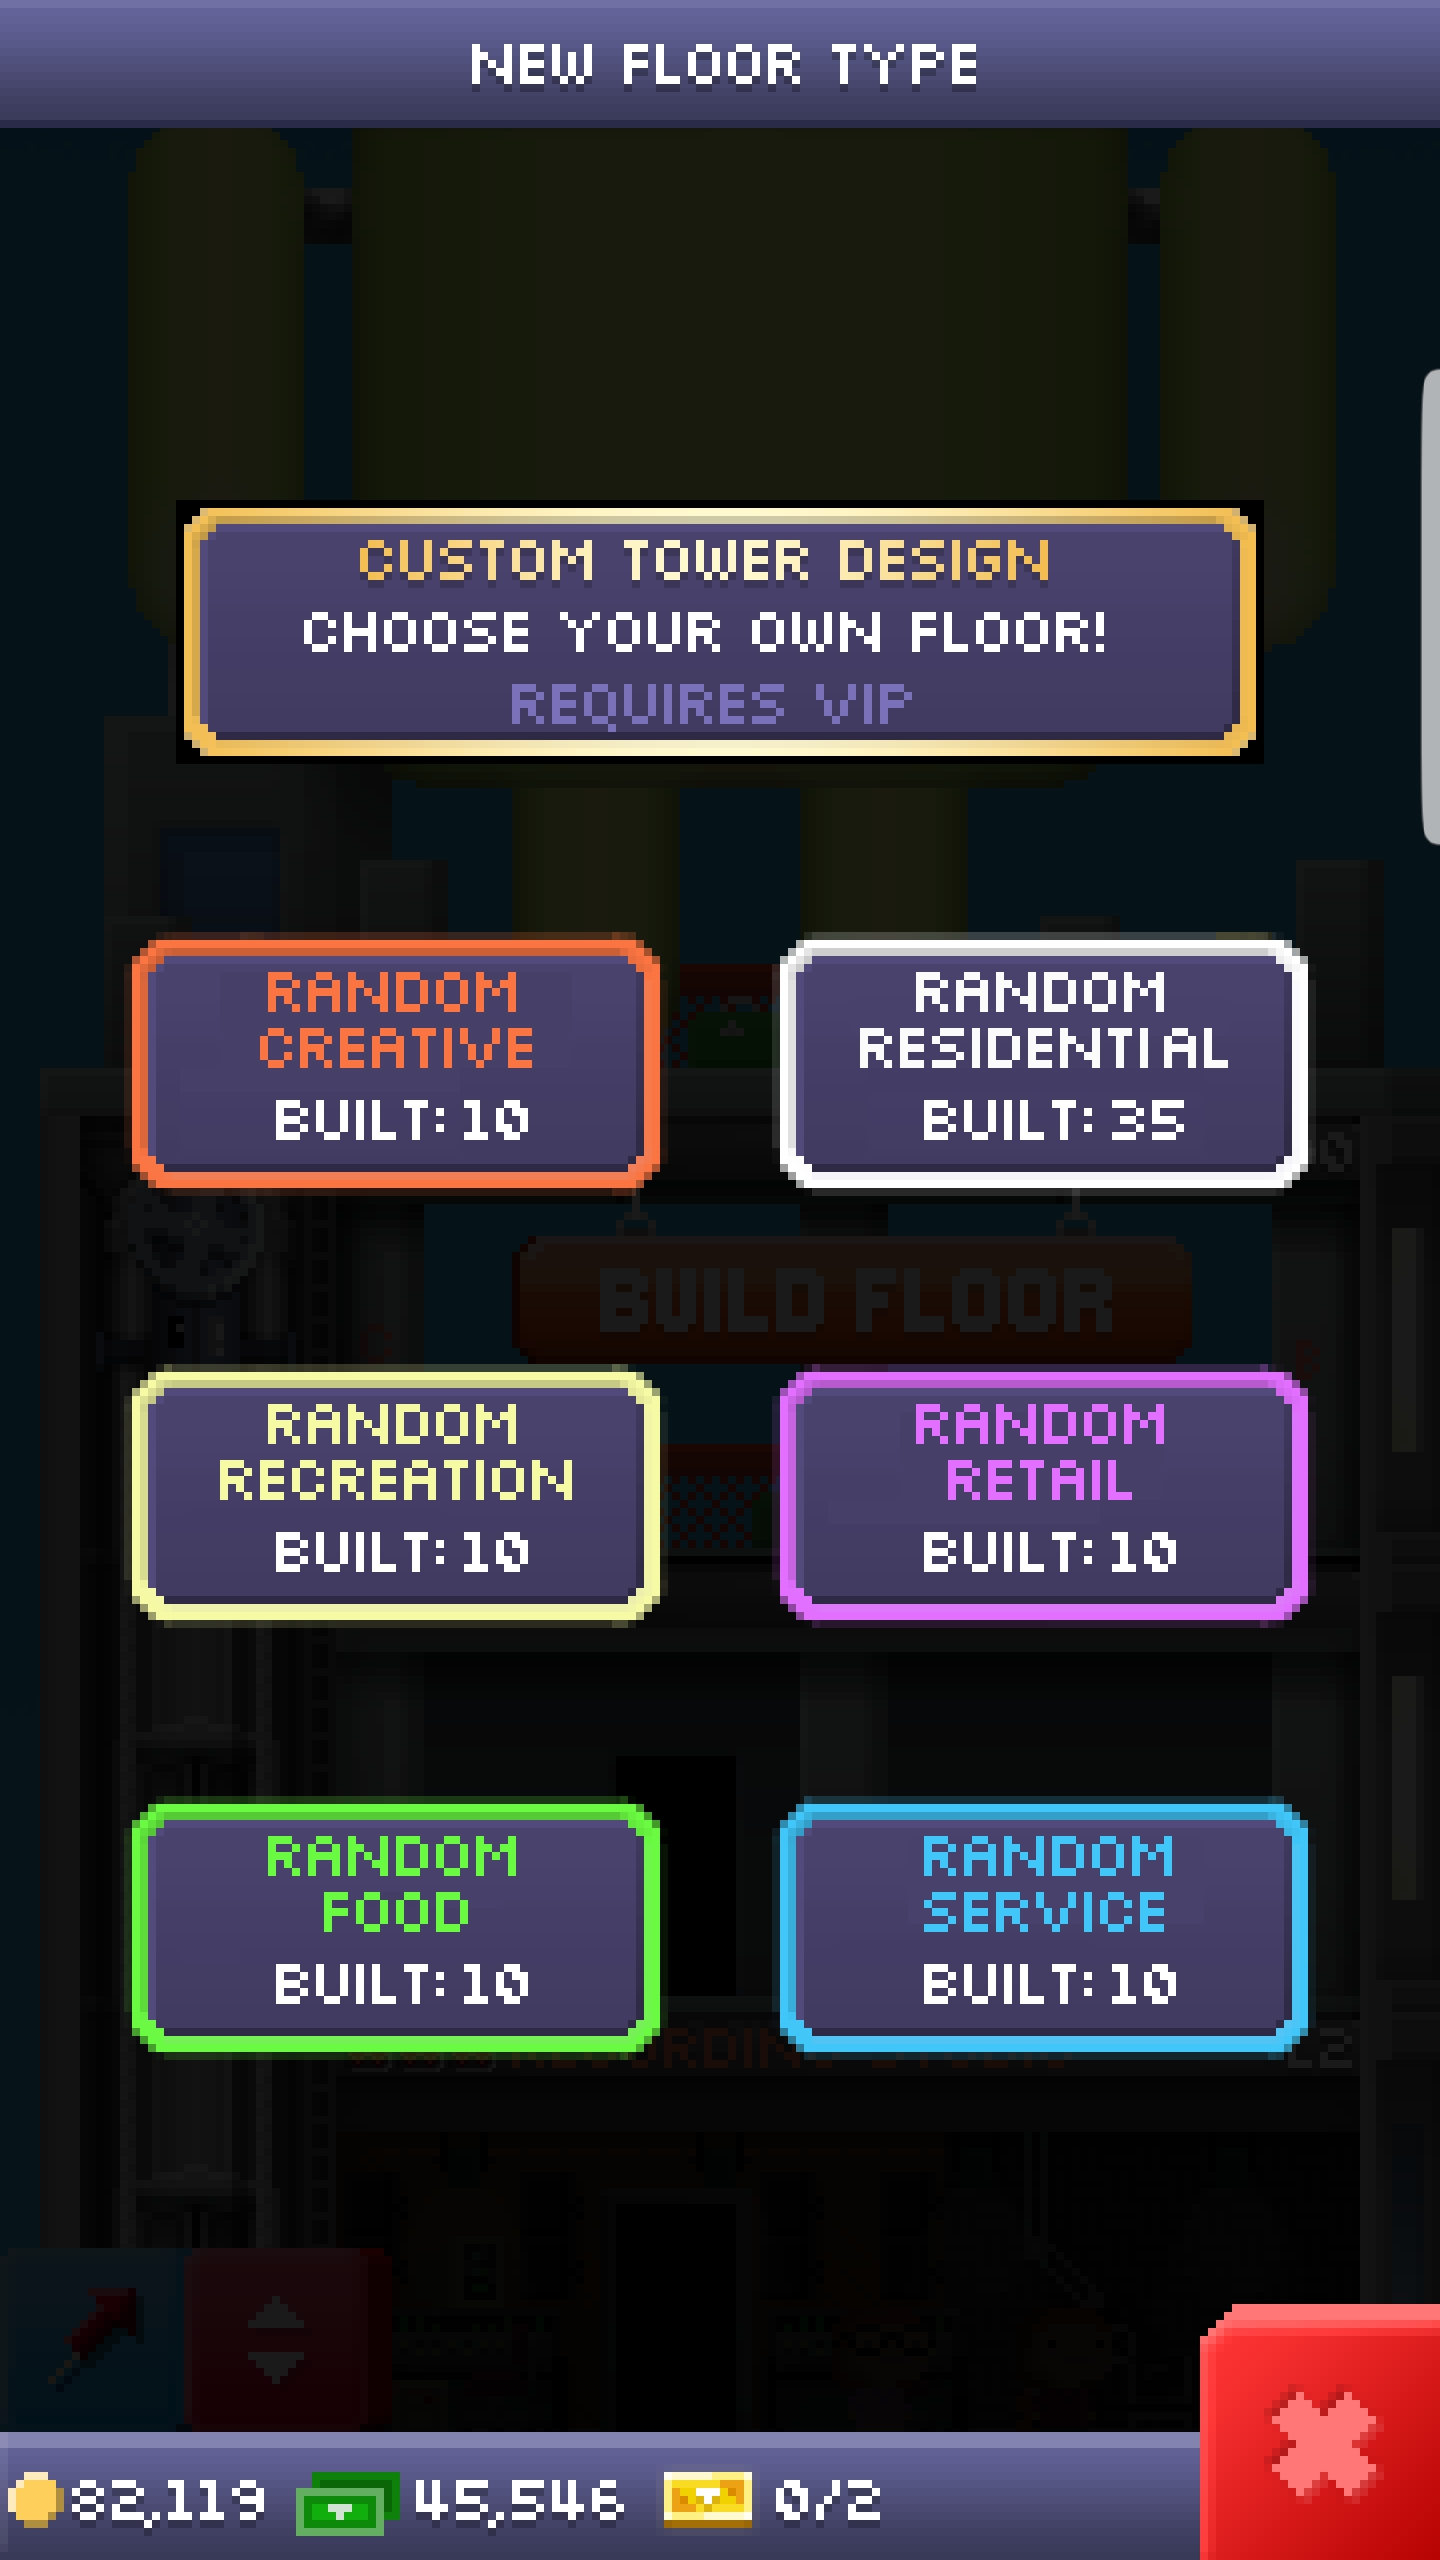 NEW FLOOR TYPE
CUSTOM TOWER DESIGN
CHOOSE YOUR OWN FLOOR!
REQUIRES VIP
RANDOM
CREATIVE
BUILT: 10
RANDOM
RESIDENTIAL
BUILT: 35
BUILD FLOOR
RANDOM
RECREATION
BUILT: 10
RANDOM
RETAIL
BUILT: 10
RANDOM
FOOD
BUILT: 10
RANDOM
SERVICE
BUILT: 10
82,119
45,546
0/2